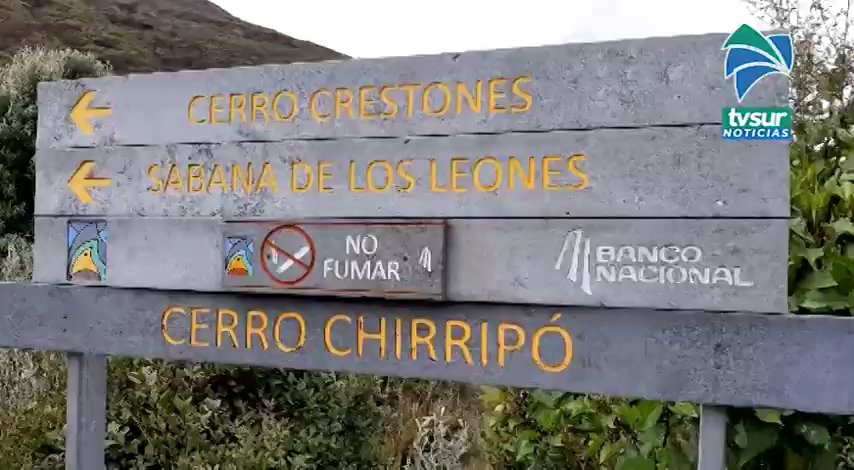 CERRO CRESTONES
SABANA DE LOS LEONES
NO
FUMAR
BANCO
NACIONAL
CERRO CHIRRIPÓ
tvsur
NOTICIAS